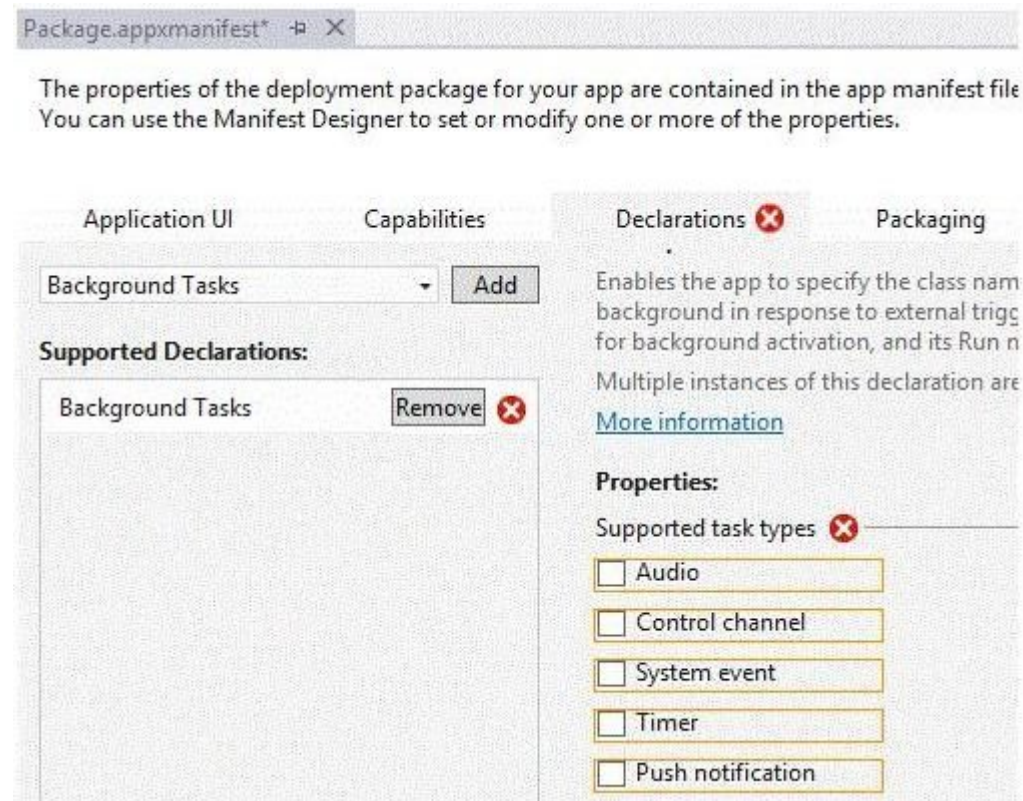 Package.appxmanifest*
The properties of the deployment package for your app are contained in the app manifest file
You can use the Manifest Designer to set or modify one or more of the properties.
Application UI Capabilities Declarations Packaging
Background Tasks Add
Supported Declarations:
Background Tasks Remove
Enables the app to specify the class nam
background in response to external trigg
for background activation, and its Run n
Multiple instances of this declaration are
More information
Properties:
Supported task types
Audio
Control channel
System event
Timer
Push notification